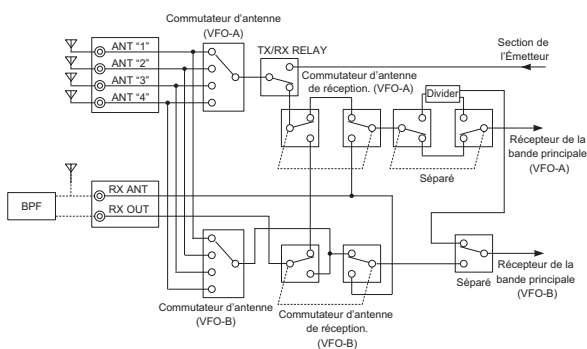 Commutateur d'antenne
(VFO-A)
ANT "1"
ANT "2"
ANT "3"
ANT "4"
TX/RX RELAY
Section de
l'Émetteur
Commutateur d'antenne
de réception. (VFO-A)
Divider
Récepteur de la
bande principale
(VFO-A)
Séparé
RX ANT
RX OUT
BPF
Commutateur d'antenne
(VFO-B)
Commutateur d'antenne
de réception.
(VFO-B)
Séparé
Récepteur de la
bande principale
(VFO-B)